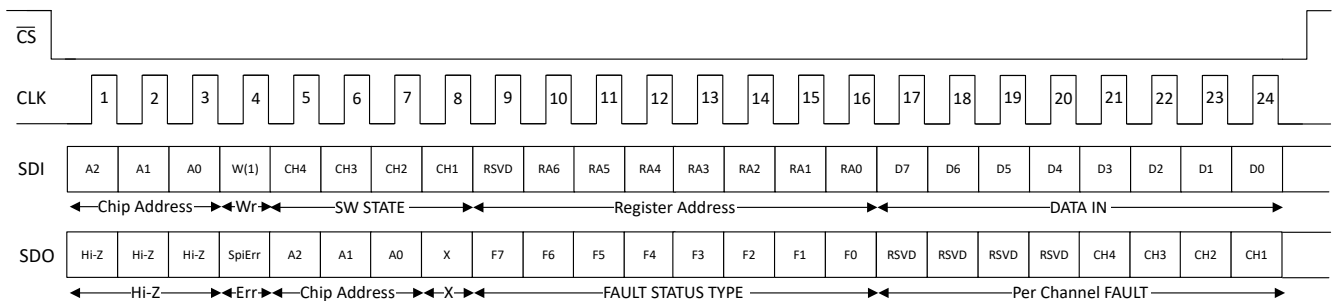 CS
CLK 1 2 3 4 5 6 7 8 9 10 11 12 13 14 15 16 17 18 19 20 21 22 23 24
SDI A2 A1 A0 W(1) CH4 CH3 CH2 CH1 RSVD RA6 RA5 RA4 RA3 RA2 RA1 RA0 D7 D6 D5 D4 D3 D2 D1 D0
Chip Address Wr SW STATE Register Address DATA IN
SDO Hi-Z Hi-Z Hi-Z SpiErr A2 A1 A0 X F7 F6 F5 F4 F3 F2 F1 F0 RSVD RSVD RSVD RSVD CH4 CH3 CH2 CH1
Hi-Z Err Chip Address X FAULT STATUS TYPE Per Channel FAULT